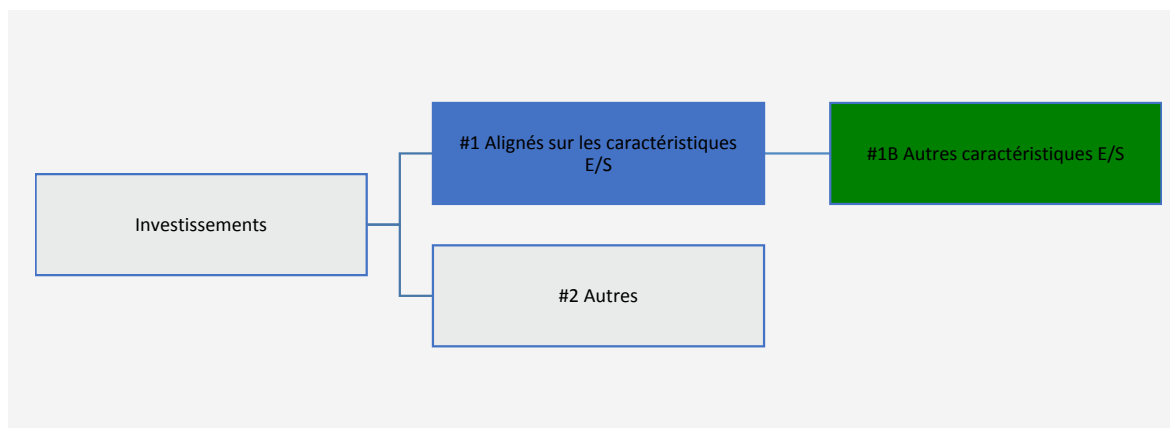 #1 Alignés sur les caractéristiques
E/S
#1B Autres caractéristiques E/S
Investissements
#2 Autres